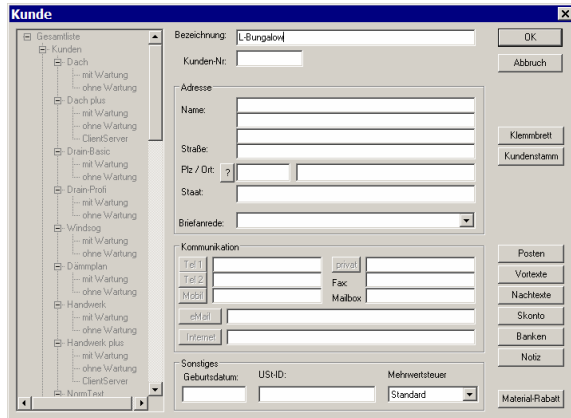 Kunde
Gesamtliste
Kunden
Dach
mit Wartung
ohne Wartung
Dach plus
mit Wartung
ohne Wartung
ClientServer
Drain-Basic
mit Wartung
ohne Wartung
Drain-Profi
mit Wartung
ohne Wartung
Windsog
mit Wartung
ohne Wartung
Dämmplan
mit Wartung
ohne Wartung
Handwerk
mit Wartung
ohne Wartung
Handwerk plus
mit Wartung
ohne Wartung
ClientServer
NormText
Bezeichnung: L-Bungalow
Kunden-Nr:
Adresse
Name:
Straße:
Plz / Ort: ?
Staat:
Briefanrede:
Kommunikation
Tel 1 privat
Tel 2 Fax:
Mobil Mailbox
eMail
Internet
Sonstiges
Geburtsdatum: USt-ID: Mehrwertsteuer
Standard
OK
Abbruch
Klemmbrett
Kundenstamm
Posten
Vortexte
Nachtexte
Skonto
Banken
Notiz
Material-Rabatt